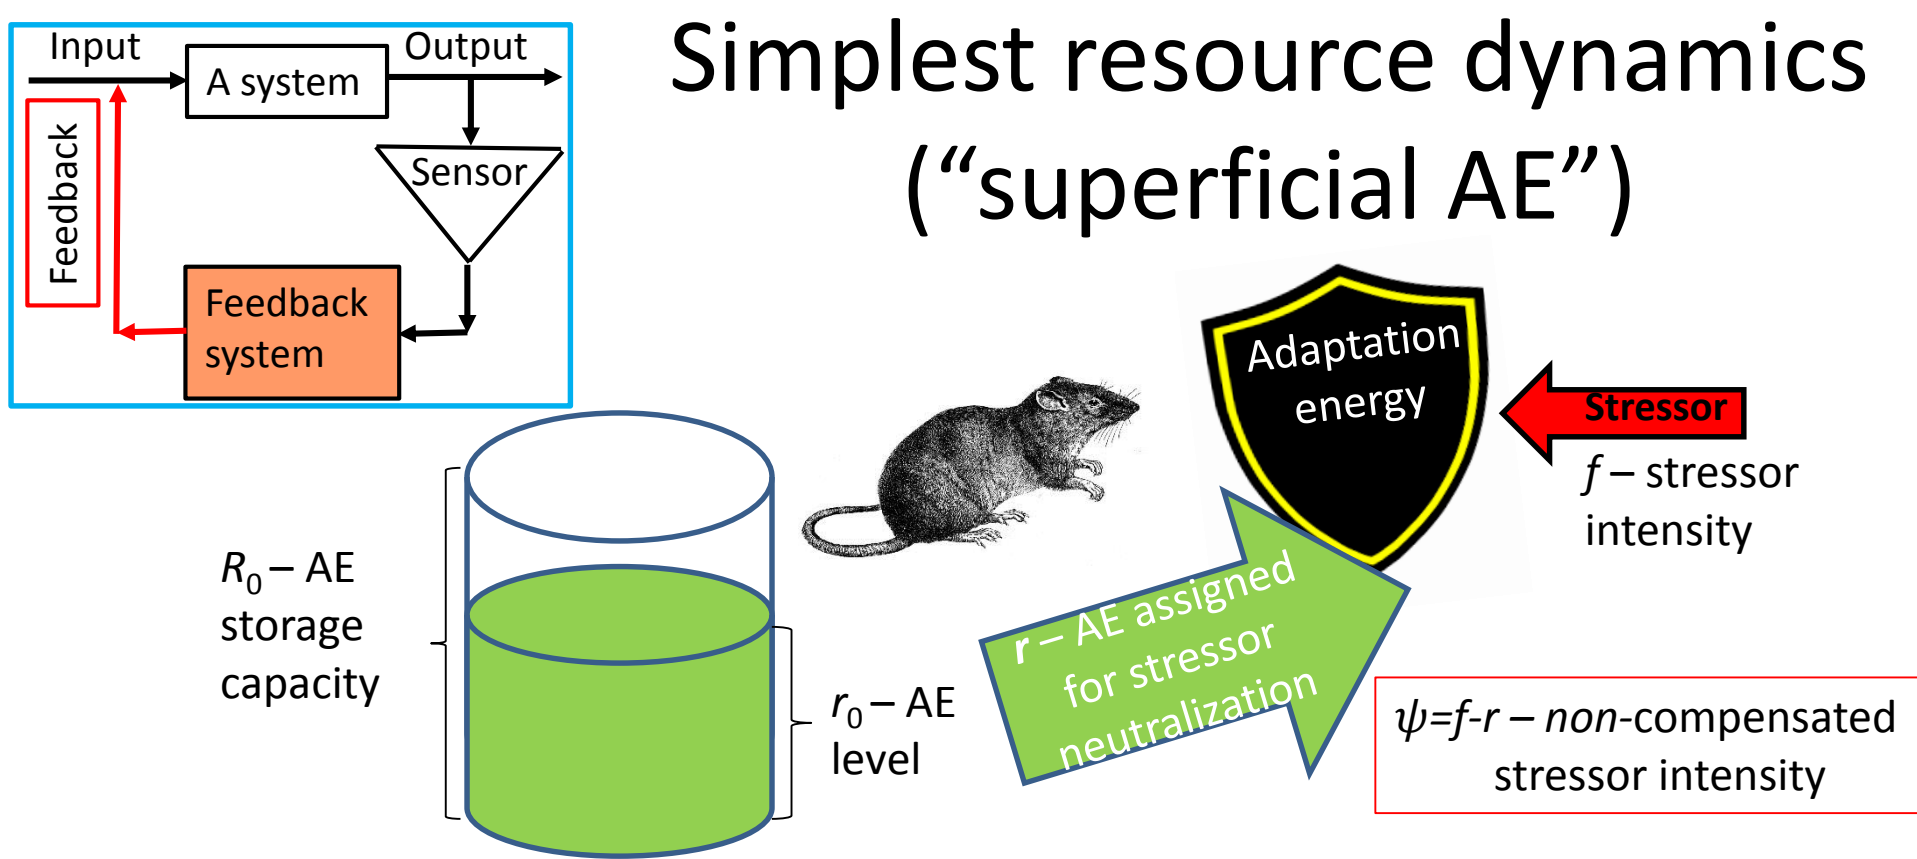 Simplest resource dynamics
(“superficial AE”)
Input
A system
Output
Sensor
Feedback
Feedback
system
Adaptation
energy
Stressor
f – stressor
intensity
R₀ – AE
storage
capacity
r₀ – AE
level
r – AE assigned
for stressor
neutralization
ψ=f-r – non-compensated
stressor intensity